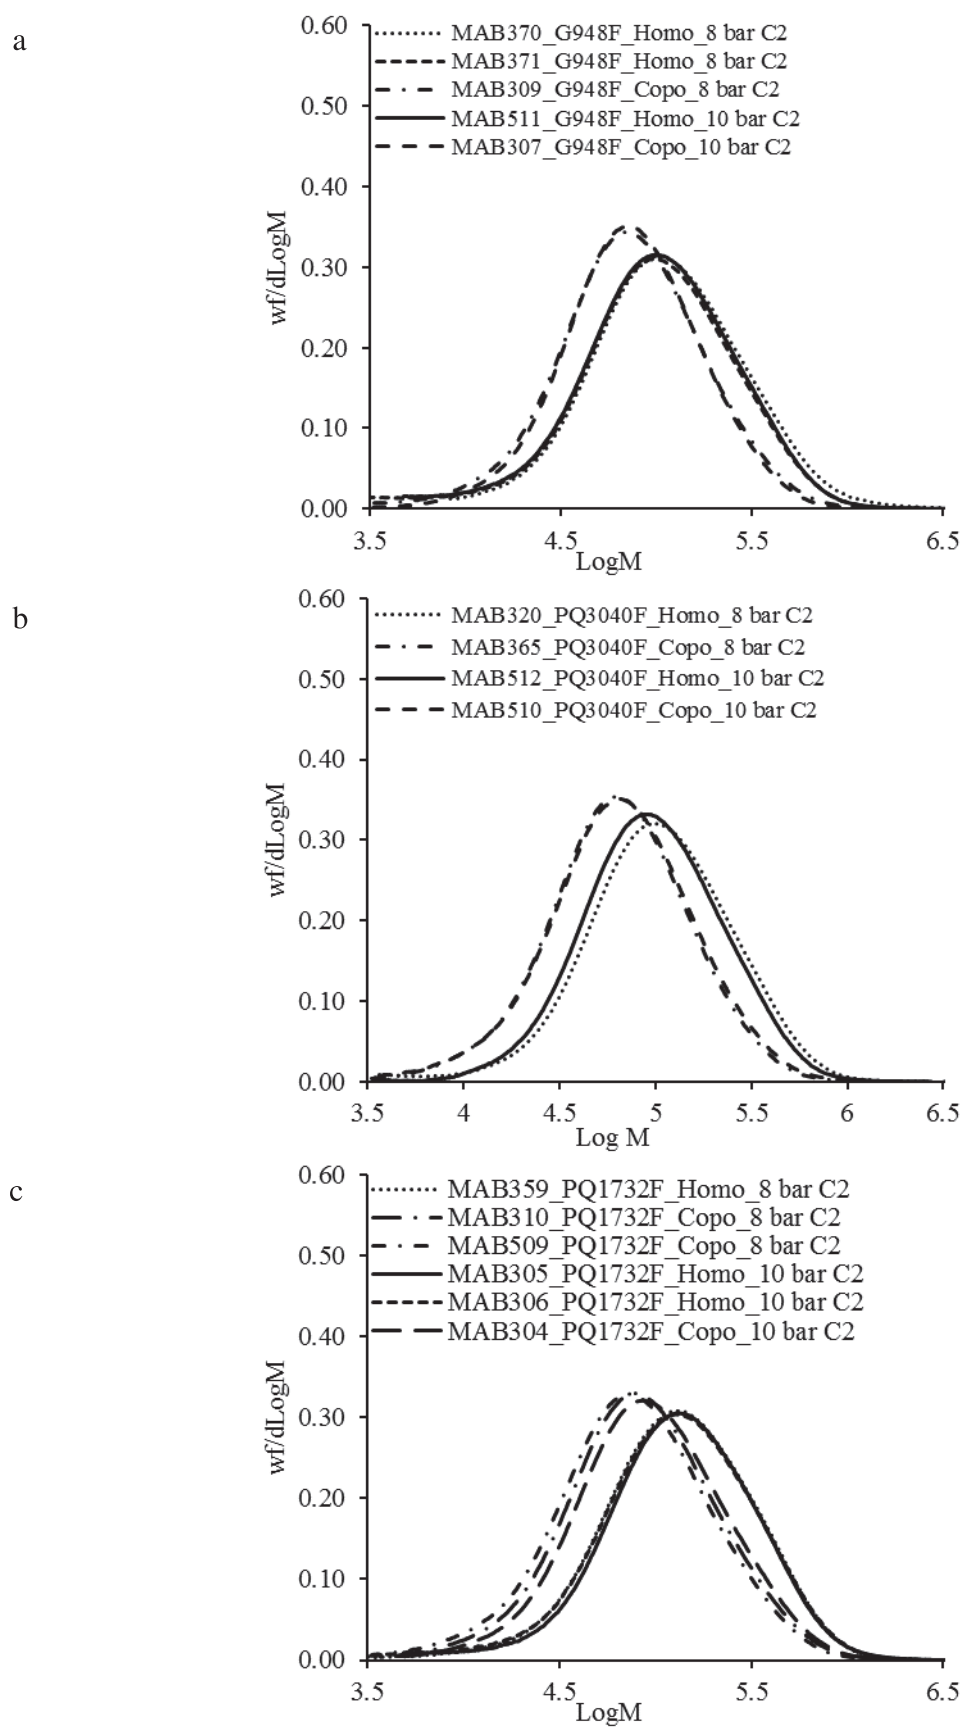 a
0.60
0.50
0.40
0.30
0.20
0.10
0.00
wf/dLogM
MAB370_G948F_Homo_8 bar C2
MAB371_G948F_Homo_8 bar C2
MAB309_G948F_Copo_8 bar C2
MAB511_G948F_Homo_10 bar C2
MAB307_G948F_Copo_10 bar C2
3.5 4.5 5.5 6.5
LogM
b
0.60
0.50
0.40
0.30
0.20
0.10
0.00
wf/dLogM
MAB320_PQ3040F_Homo_8 bar C2
MAB365_PQ3040F_Copo_8 bar C2
MAB512_PQ3040F_Homo_10 bar C2
MAB510_PQ3040F_Copo_10 bar C2
3.5 4 4.5 5 5.5 6 6.5
Log M
c
0.60
0.50
0.40
0.30
0.20
0.10
0.00
wf/dLogM
MAB359_PQ1732F_Homo_8 bar C2
MAB310_PQ1732F_Copo_8 bar C2
MAB509_PQ1732F_Copo_8 bar C2
MAB305_PQ1732F_Homo_10 bar C2
MAB306_PQ1732F_Homo_10 bar C2
MAB304_PQ1732F_Copo_10 bar C2
3.5 4.5 5.5 6.5
LogM